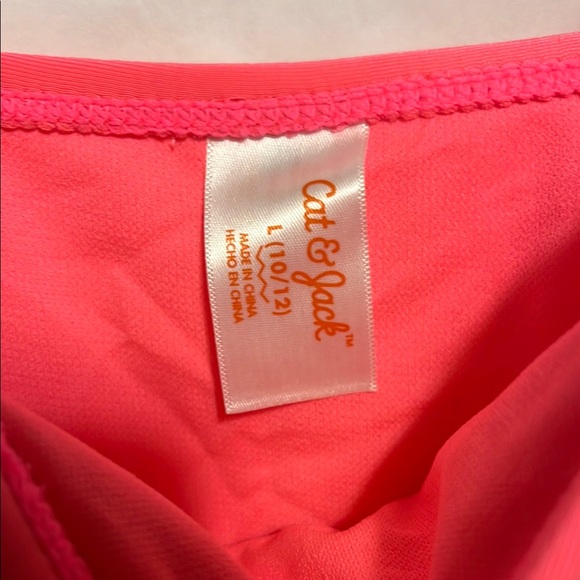 Cat & Jack™
L (10/12)
MADE IN CHINA
HECHO EN CHINA